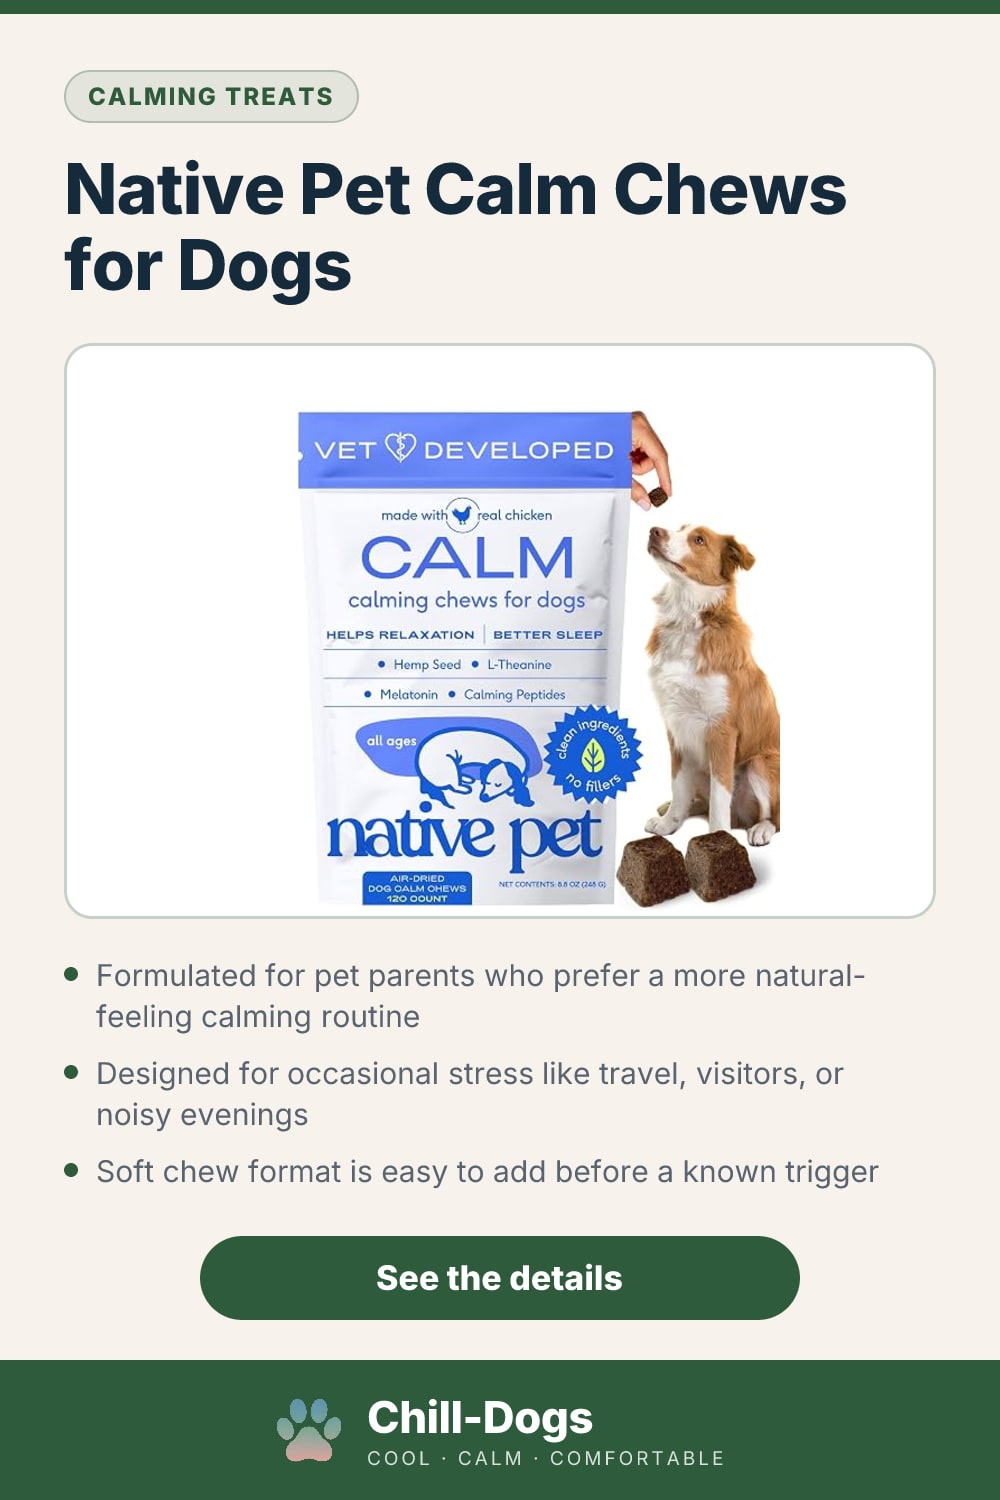 CALMING TREATS
Native Pet Calm Chews
for Dogs
VET DEVELOPED
made with real chicken
CALM
calming chews for dogs
HELPS RELAXATION | BETTER SLEEP
• Hemp Seed • L-Theanine
• Melatonin • Calming Peptides
all ages
clean ingredients
no fillers
native pet
AIR-DRIED
DOG CALM CHEWS
120 COUNT
NET CONTENTS: 8.8 OZ (248 G)
• Formulated for pet parents who prefer a more natural-
feeling calming routine
• Designed for occasional stress like travel, visitors, or
noisy evenings
• Soft chew format is easy to add before a known trigger
See the details
Chill-Dogs
COOL · CALM · COMFORTABLE